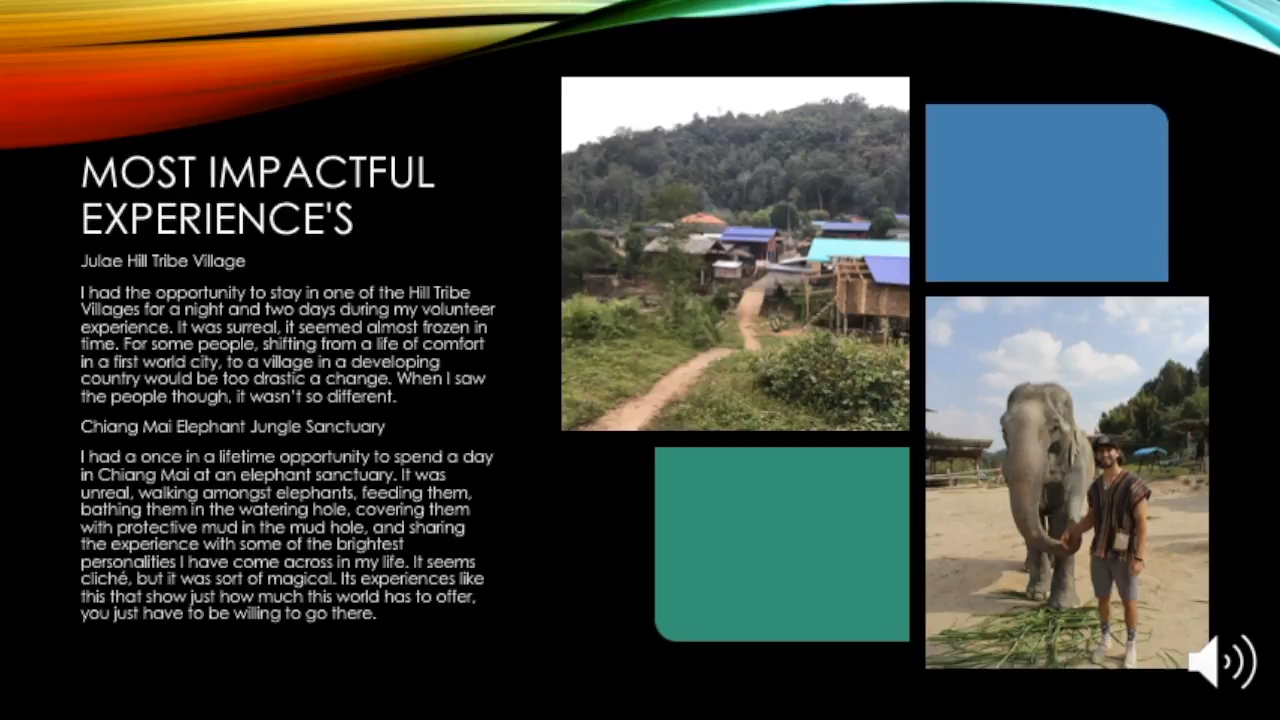 MOST IMPACTFUL
EXPERIENCE'S
Julae Hill Tribe Village
I had the opportunity to stay in one of the Hill Tribe
Villages for a night and two days during my volunteer
experience. It was surreal, it seemed almost frozen in
time. For some people, shifting from a life of comfort
in a first world city, to a village in a developing
country would be too drastic a change. When I saw
the people though, it wasn't so different.
Chiang Mai Elephant Jungle Sanctuary
I had a once in a lifetime opportunity to spend a day
in Chiang Mai at an elephant sanctuary. It was
unreal, walking amongst elephants, feeding them,
bathing them in the watering hole, covering them
with protective mud in the mud hole, and sharing
the experience with some of the brightest
personalities I have come across in my life. It seems
cliché, but it was sort of magical. Its experiences like
this that show just how much this world has to offer,
you just have to be willing to go there.